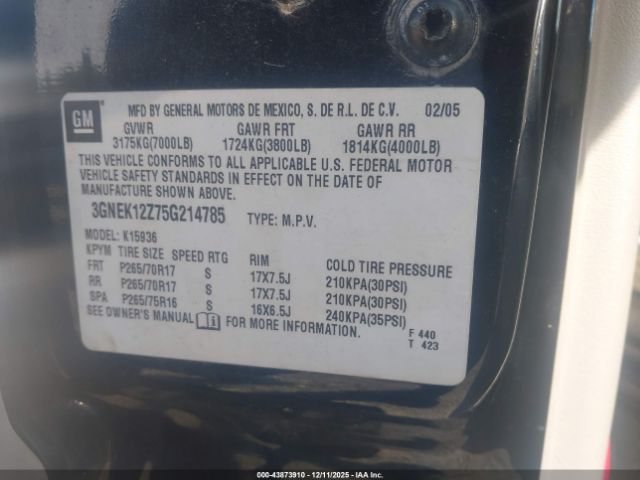 GM
MFD BY GENERAL MOTORS DE MEXICO, S. DE R.L. DE C.V. 02/05
GVWR GAWR FRT GAWR RR
3175KG(7000LB) 1724KG(3800LB) 1814KG(4000LB)
THIS VEHICLE CONFORMS TO ALL APPLICABLE U.S. FEDERAL MOTOR
VEHICLE SAFETY STANDARDS IN EFFECT ON THE DATE OF
MANUFACTURE SHOWN ABOVE.
3GNEK12Z75G214785 TYPE: M.P.V.
MODEL: K15936
KPYM TIRE SIZE SPEED RTG RIM COLD TIRE PRESSURE
FRT P265/70R17 S 17X7.5J 210KPA(30PSI)
RR P265/70R17 S 17X7.5J 210KPA(30PSI)
SPA P265/75R16 S 16X6.5J 240KPA(35PSI)
SEE OWNER'S MANUAL FOR MORE INFORMATION.
F 440
T 423
00-43873910 - 12/11/2025 - IAAI.com